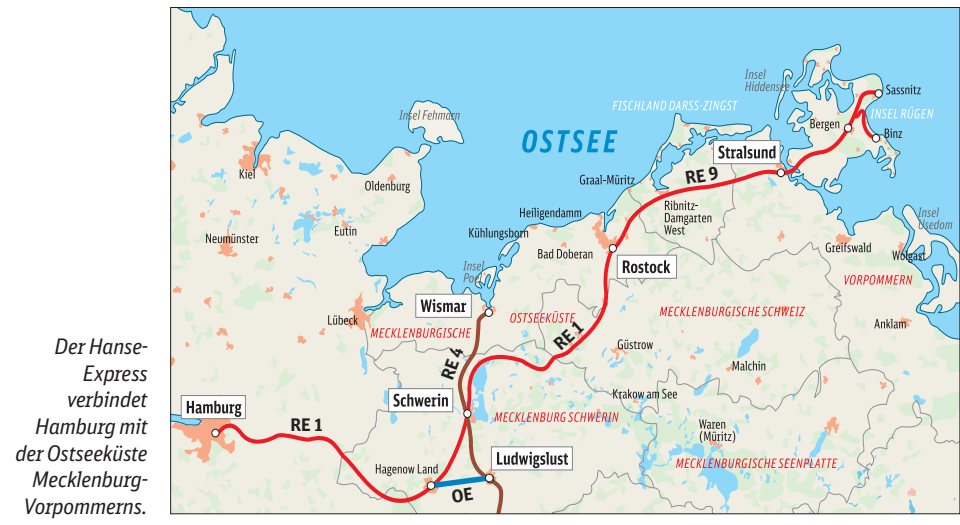 Insel
Hiddensee
Sassnitz
FISCHLAND DARSS-ZINGST
INSEL RÜGEN
Insel Fehmarn
Bergen
Binz
OSTSEE
Stralsund
Kiel
RE 9
Oldenburg
Graal-Müritz
Ribnitz-
Damgarten
West
Heiligendamm
Insel
Usedom
Eutin
Kühlungsborn
Neumünster
Greifswald
Bad Doberan
Wolgast
Insel
Poel
Rostock
VORPOMMERN
Wismar
OSTSEEKÜSTE
MECKLENBURGISCHE SCHWEIZ
Lübeck
MECKLENBURGISCHE
Anklam
RE 1
Güstrow
RE 4
Malchin
Der Hanse-
Express
verbindet
Hamburg mit
der Ostseeküste
Mecklenburg-
Vorpommerns.
Krakow am See
Schwerin
Hamburg
MECKLENBURG SCHWERIN
RE 1
Waren
(Müritz)
Ludwigslust
MECKLENBURGISCHE SEENPLATTE
Hagenow Land
OE